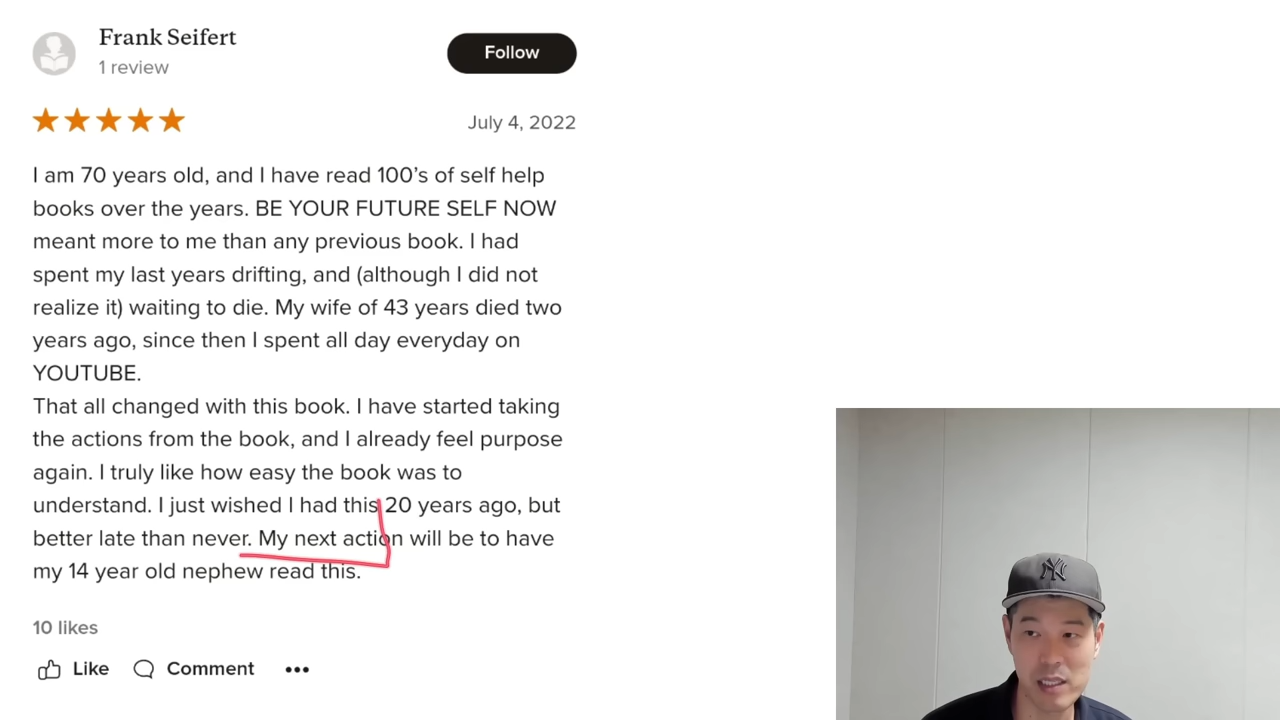 Frank Seifert
1 review
Follow
July 4, 2022
I am 70 years old, and I have read 100’s of self help
books over the years. BE YOUR FUTURE SELF NOW
meant more to me than any previous book. I had
spent my last years drifting, and (although I did not
realize it) waiting to die. My wife of 43 years died two
years ago, since then I spent all day everyday on
YOUTUBE.
That all changed with this book. I have started taking
the actions from the book, and I already feel purpose
again. I truly like how easy the book was to
understand. I just wished I had this 20 years ago, but
better late than never. My next action will be to have
my 14 year old nephew read this.
10 likes
Like
Comment
NY